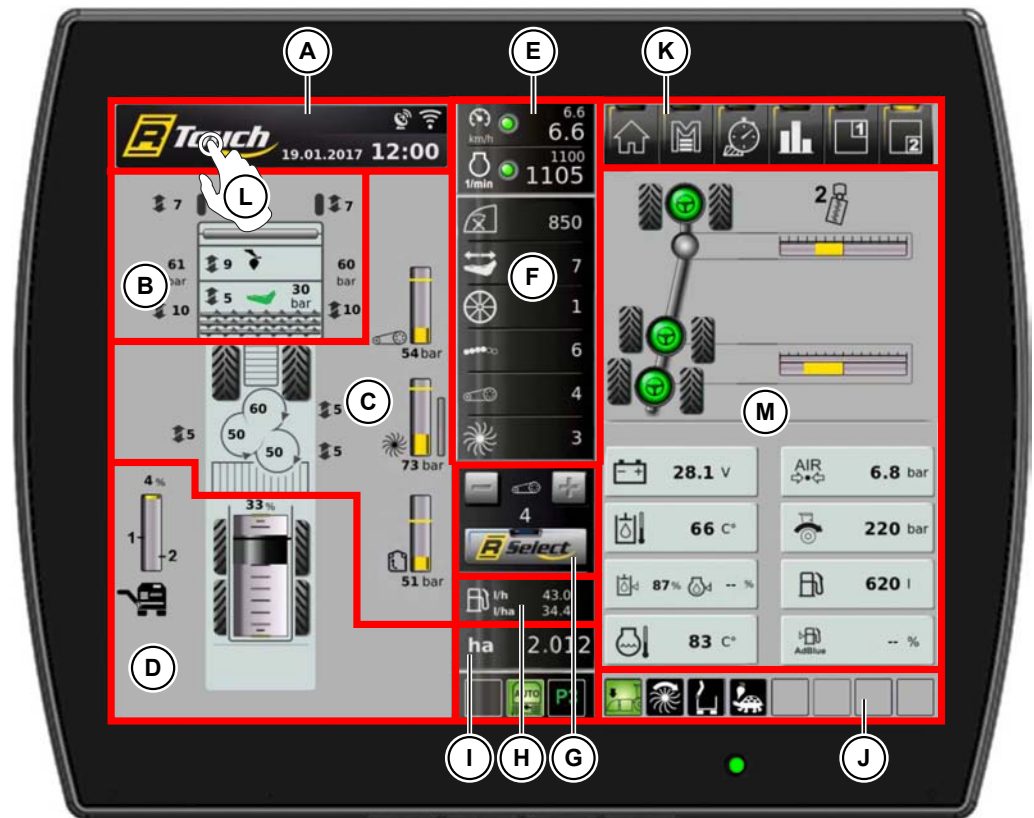 A
E
K
R Touch
19.01.2017 12:00
L
6.6
km/h 6.6
1100
1/min 1105
1
2
7 7
61 bar
60 bar
9
5
30 bar
10 10
B
850
7
F
1
6
4
3
2
54 bar
C
60
50
50
5
5
5
73 bar
M
4 %
1
2
33 %
51 bar
D
4
R Select
l/h 43.0
l/ha 34.4
ha 2.012
AUTO
28.1 V
AIR 6.8 bar
66 C°
220 bar
87 % -- %
620 l
83 C°
AdBlue -- %
I
H
G
J